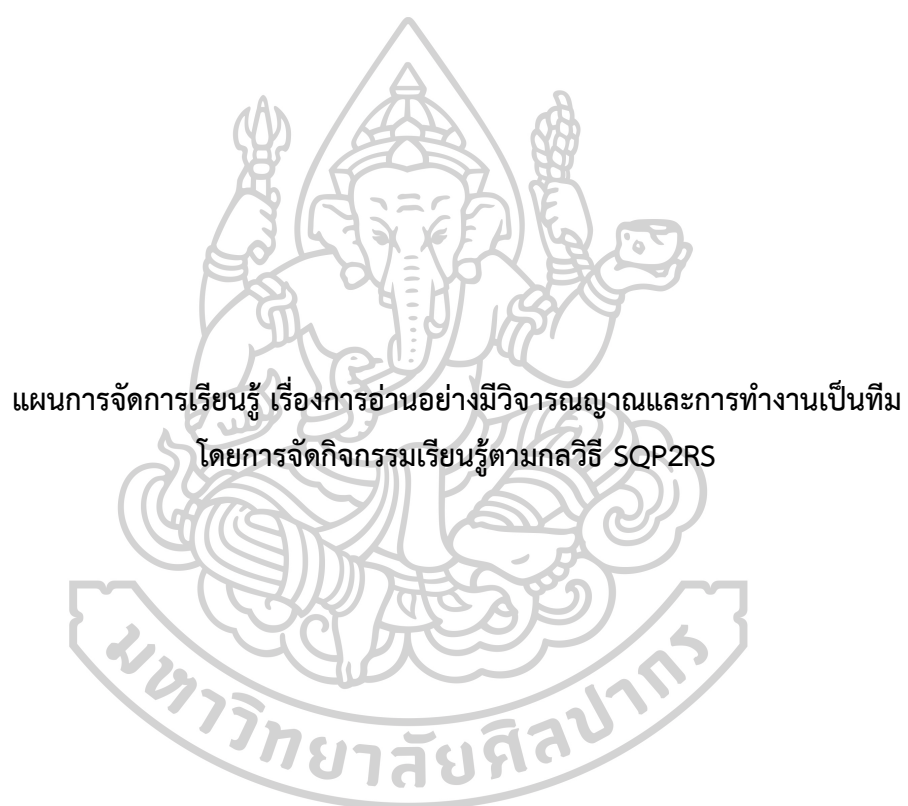 แผนการจัดการเรียนรู้ เรื่องการอ่านอย่างมีวิจารณญาณและการทำงานเป็นทีม
โดยการจัดกิจกรรมเรียนรู้ตามกลวิธี SQP2RS
มหาวิทยาลัยศิลปากร